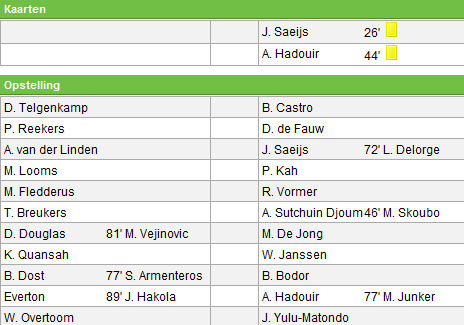 Kaarten
J. Saeijs 26'
A. Hadouir 44'
Opstelling
D. Telgenkamp B. Castro
P. Reekers D. de Fauw
A. van der Linden J. Saeijs 72' L. Delorge
M. Looms P. Kah
M. Fledderus R. Vormer
T. Breukers A. Sutchuin Djoum 46' M. Skoubo
D. Douglas 81' M. Vejinovic M. De Jong
K. Quansah W. Janssen
B. Dost 77' S. Armenteros B. Bodor
Everton 89' J. Hakola A. Hadouir 77' M. Junker
W. Overtoom J. Yulu-Matondo